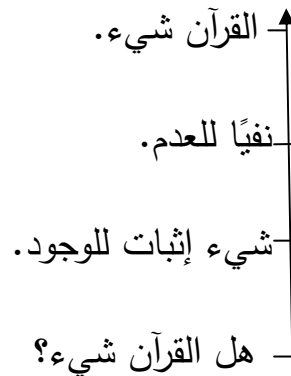 القرآن شيء.
نفيًا للعدم.
شيء إثبات للوجود.
هل القرآن شيء؟